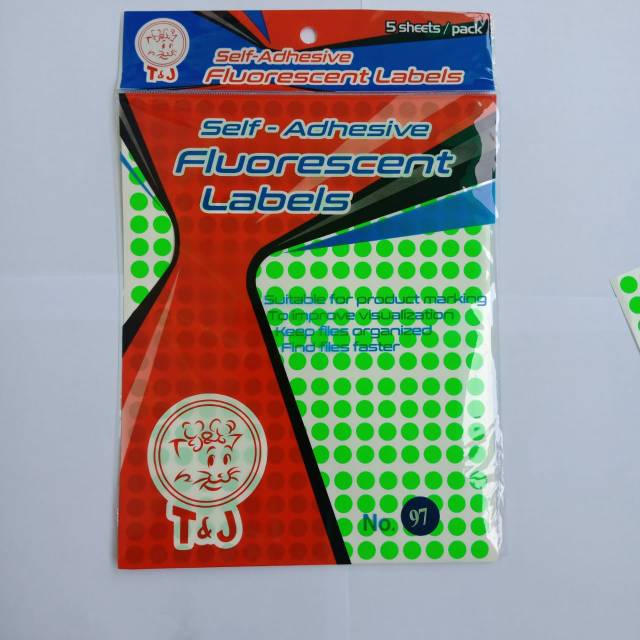 5 sheets / pack
Self-Adhesive
Fluorescent Labels
T&J
Self - Adhesive
Fluorescent
Labels
Suitable for product marking
To improve visualization
Keep files organized
Find files faster
T&J
No. 97